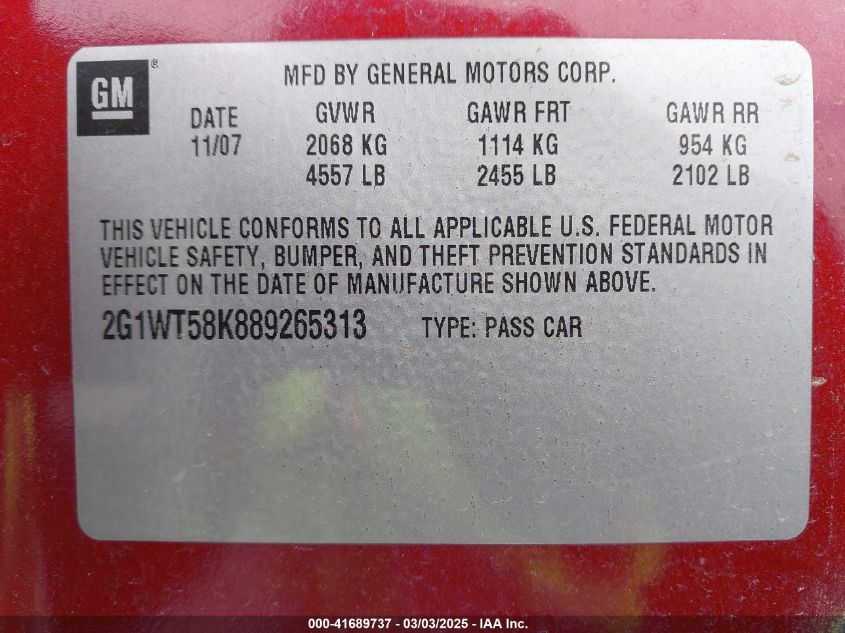 GM ®
MFD BY GENERAL MOTORS CORP.
DATE GVWR GAWR FRT GAWR RR
11/07 2068 KG 1114 KG 954 KG
4557 LB 2455 LB 2102 LB
THIS VEHICLE CONFORMS TO ALL APPLICABLE U.S. FEDERAL MOTOR
VEHICLE SAFETY, BUMPER, AND THEFT PREVENTION STANDARDS IN
EFFECT ON THE DATE OF MANUFACTURE SHOWN ABOVE.
2G1WT58K889265313 TYPE: PASS CAR
000-41689737 - 03/03/2025 - IAA Inc.